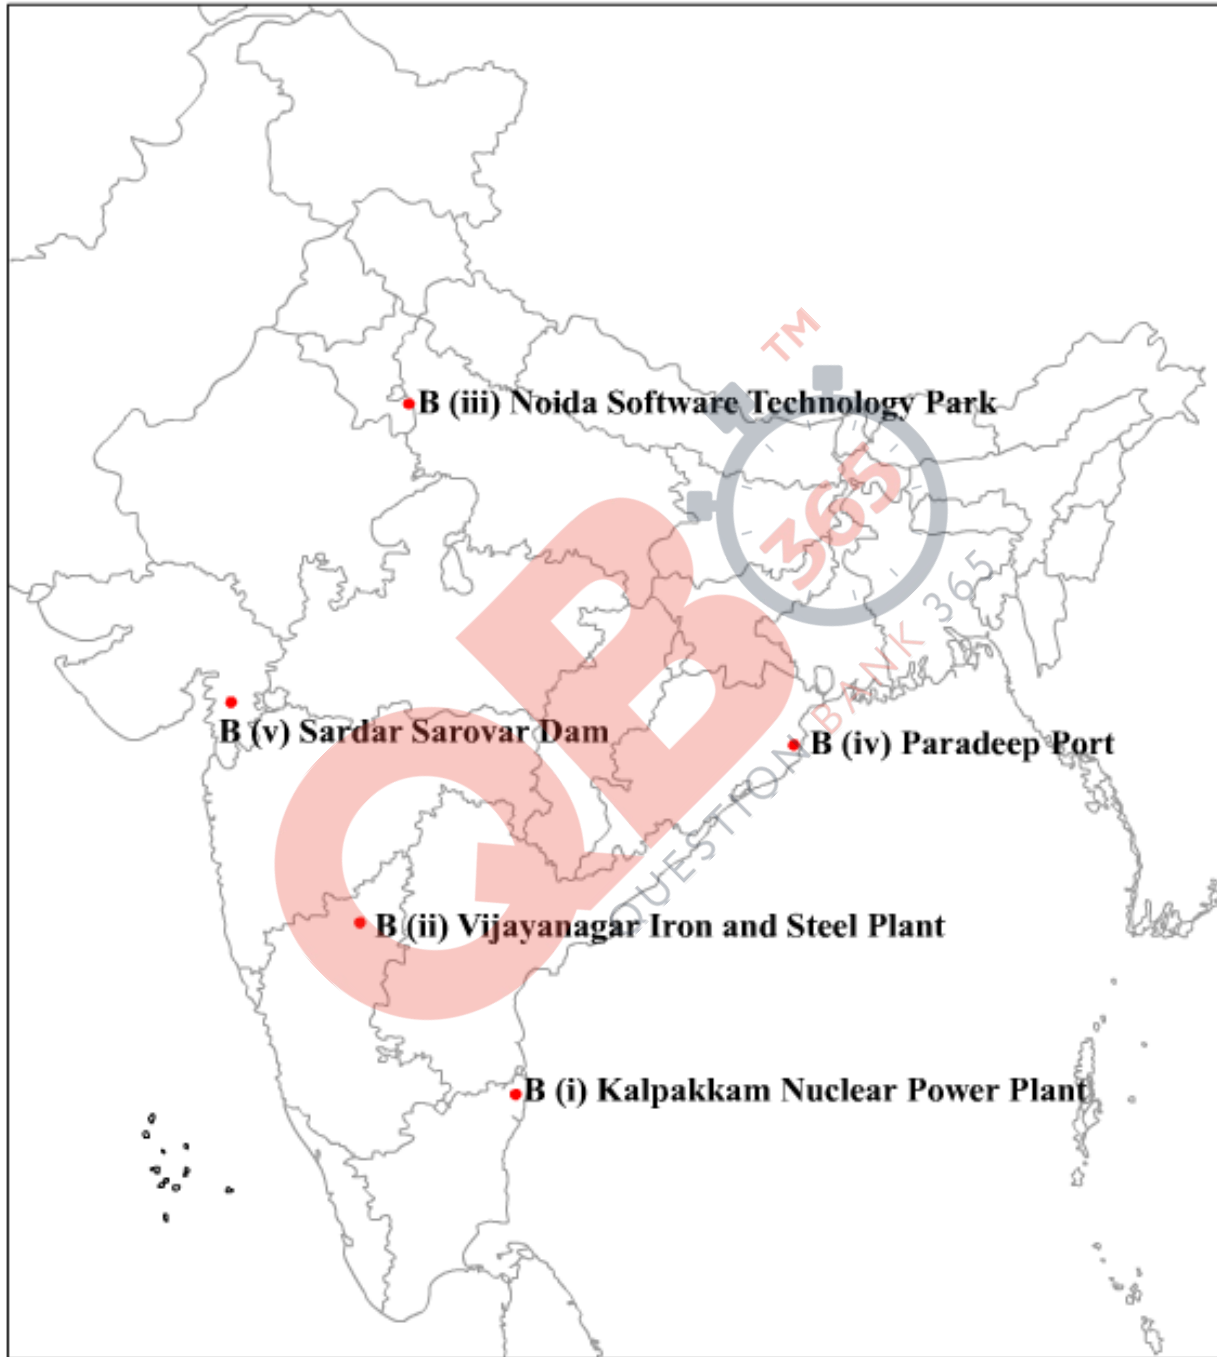 TM
B (iii) Noida Software Technology Park
365
QB
B (v) Sardar Sarovar Dam
B (iv) Paradeep Port
QUESTION BANK 365
B (ii) Vijayanagar Iron and Steel Plant
B (i) Kalpakkam Nuclear Power Plant